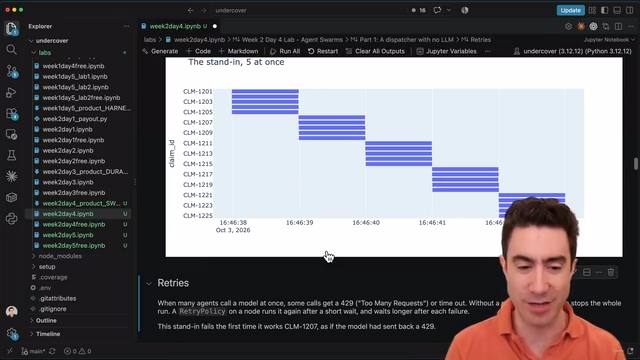 undercover
16
Update
Explorer
week2day4.ipynb U
undercover
labs > week2day4.ipynb > Week 2 Day 4 Lab - Agent Swarms > Part 1: A dispatcher with no LLM > Retries
Generate + Code + Markdown Run All Restart Clear All Outputs Jupyter Variables ... undercover (3.12.12) (Python 3.12.12)
labs
week1day4free.ipynb
week1day5_lab1.ipynb
week1day5_lab2.ipynb
week1day5_lab2free.ipynb
week1day5_product_HARNE...
week2day1_payout.py
week2day1.ipynb
week2day1free.ipynb
week2day2.ipynb
week2day2free.ipynb
week2day3_product_DURA...
week2day3.ipynb
week2day3free.ipynb
week2day4_product_SW... U
week2day4.ipynb U
week2day4free.ipynb U
week2day5.ipynb U
week2day5free.ipynb U
node_modules
setup
.coverage
.env
.gitattributes
.gitignore
Outline
Timeline
main*
0 0
The stand-in, 5 at once
claim_id
CLM-1201
CLM-1203
CLM-1205
CLM-1207
CLM-1209
CLM-1211
CLM-1213
CLM-1215
CLM-1217
CLM-1219
CLM-1221
CLM-1223
CLM-1225
16:46:38
Oct 3, 2026
16:46:39
16:46:40
16:46:41
Retries
When many agents call a model at once, some calls get a 429 ("Too Many Requests") or time out. Without a stops the whole
run. A RetryPolicy on a node runs it again after a short wait, and waits longer after each failure.
This stand-in fails the first time it works CLM-1207, as if the model had sent back a 429.